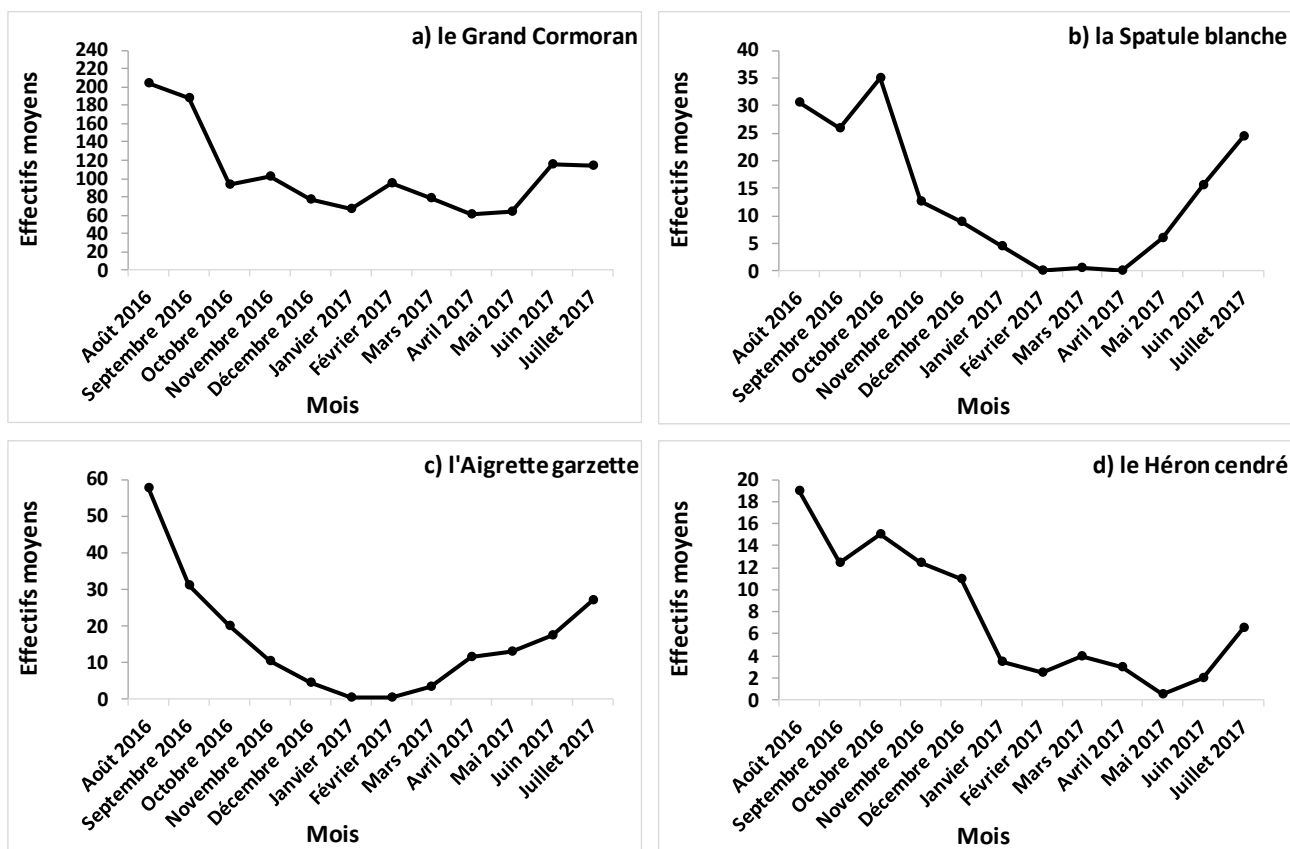 a) le Grand Cormoran
Effectifs moyens
240
220
200
180
160
140
120
100
80
60
40
20
0
Août 2016
Septembre 2016
Octobre 2016
Novembre 2016
Décembre 2016
Janvier 2017
Février 2017
Mars 2017
Avril 2017
Mai 2017
Juin 2017
Juillet 2017
Mois
b) la Spatule blanche
Effectifs moyens
40
35
30
25
20
15
10
5
0
Août 2016
Septembre 2016
Octobre 2016
Novembre 2016
Décembre 2016
Janvier 2017
Février 2017
Mars 2017
Avril 2017
Mai 2017
Juin 2017
Juillet 2017
Mois
c) l'Aigrette garzette
Effectifs moyens
60
50
40
30
20
10
0
Août 2016
Septembre 2016
Octobre 2016
Novembre 2016
Décembre 2016
Janvier 2017
Février 2017
Mars 2017
Avril 2017
Mai 2017
Juin 2017
Juillet 2017
Mois
d) le Héron cendré
Effectifs moyens
20
18
16
14
12
10
8
6
4
2
0
Août 2016
Septembre 2016
Octobre 2016
Novembre 2016
Décembre 2016
Janvier 2017
Février 2017
Mars 2017
Avril 2017
Mai 2017
Juin 2017
Juillet 2017
Mois